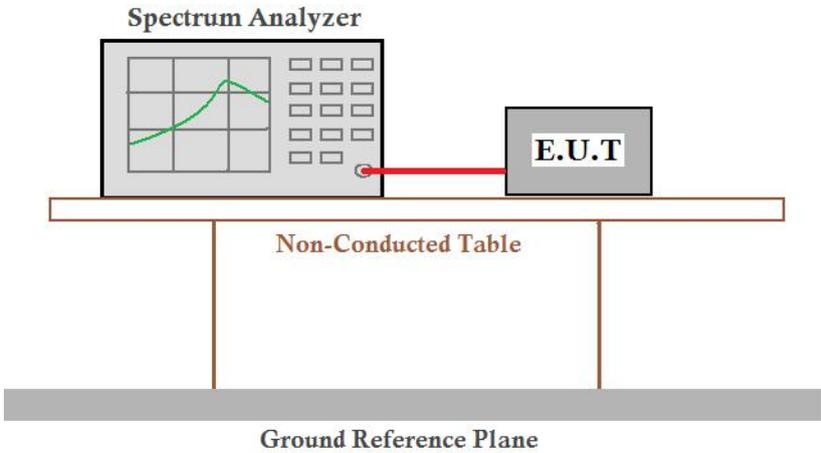 Spectrum Analyzer
E.U.T
Non-Conducted Table
Ground Reference Plane